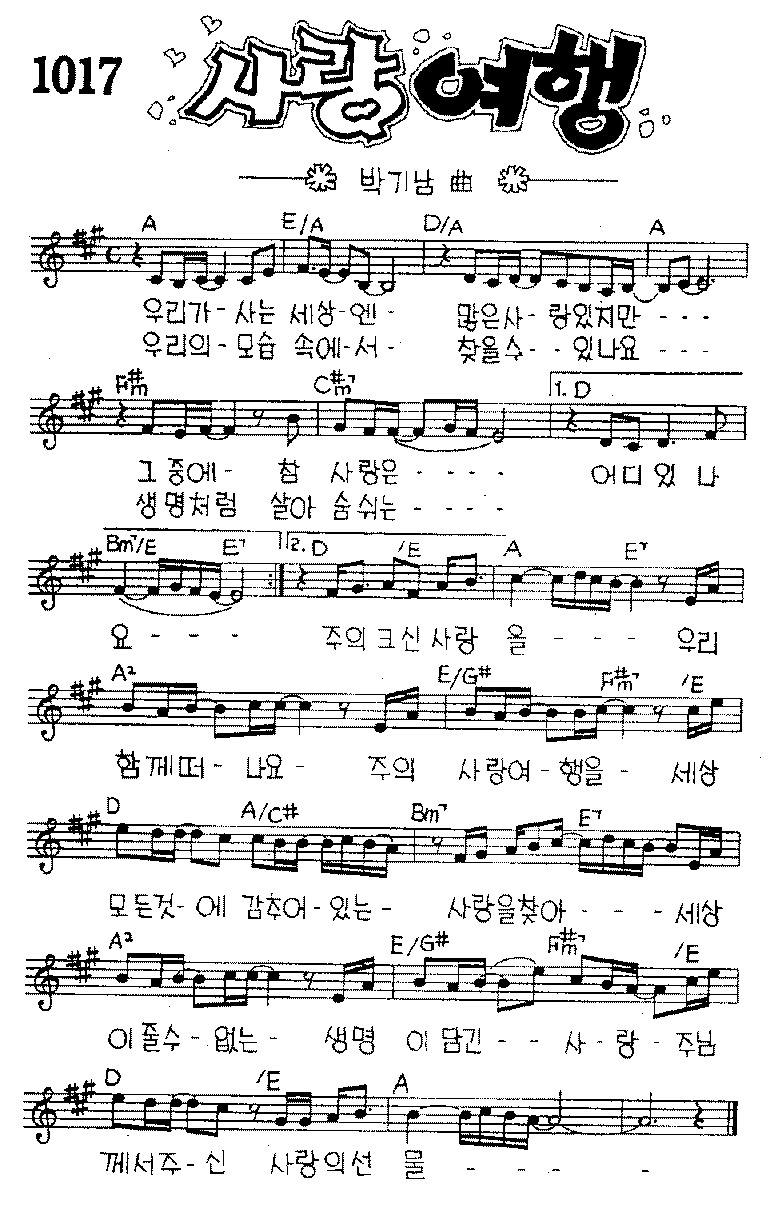 1017 사랑 여행
박기남 曲
A E/A D/A A
우리가- 사는 세상-엔- 많은사- 랑있지만 - - -
우리의- 모습 속에-서- 찾을수- - 있나요 - - -
F#m C#m7 1. D
그 중에- 참 사랑은 - - - - 어디있 나
생명처럼 살아 숨쉬는 - - - -
Bm7/E E7 2. D /E A E7
요 - - - - 주의 크신 사랑 을 - - - - 우리
A2 E/G# F#m7 /E
함께떠- 나요- 주의 사랑여-행을- 세상
D A/C# Bm7 E7
모든것-에 감추어-있는- 사랑을찾아- - - -세상
A2 E/G# F#m7 /E
이줄수-없는- 생명 이담긴- - 사-랑- 주님
D /E A
께서주-신 사랑의선 물 - - - - -